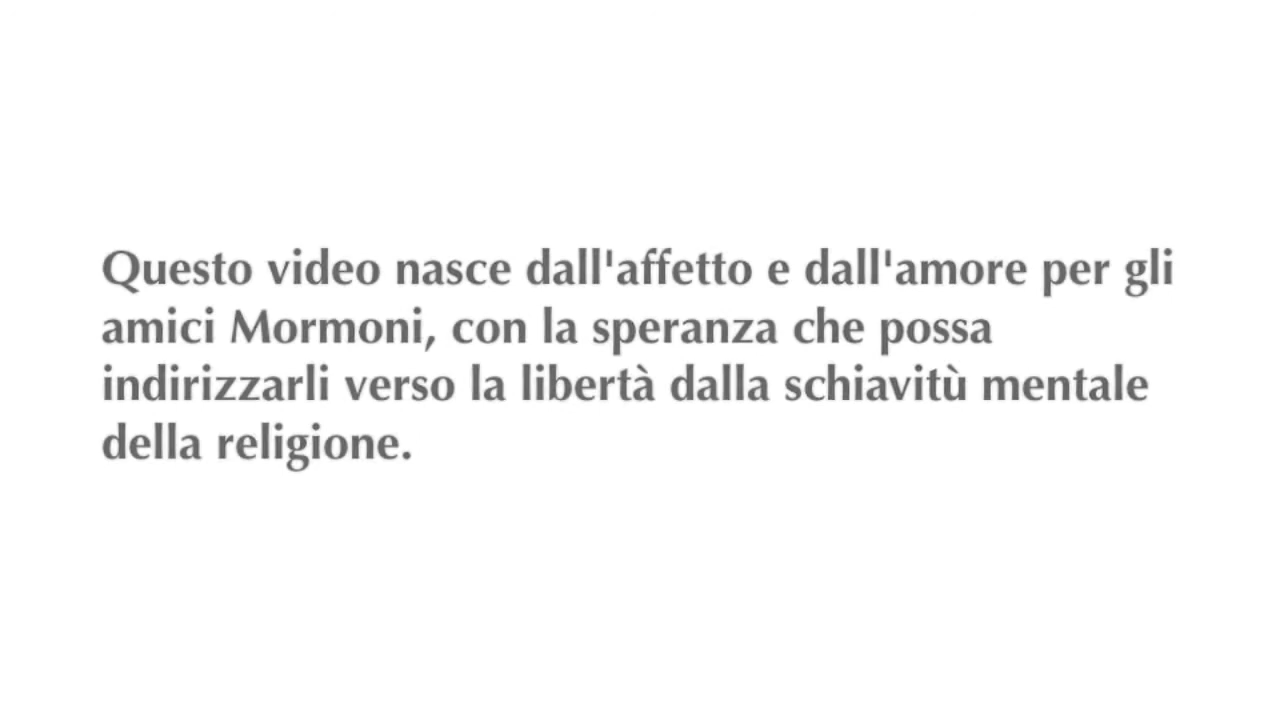 Questo video nasce dall'affetto e dall'amore per gli
amici Mormoni, con la speranza che possa
indirizzarli verso la libertà dalla schiavitù mentale
della religione.